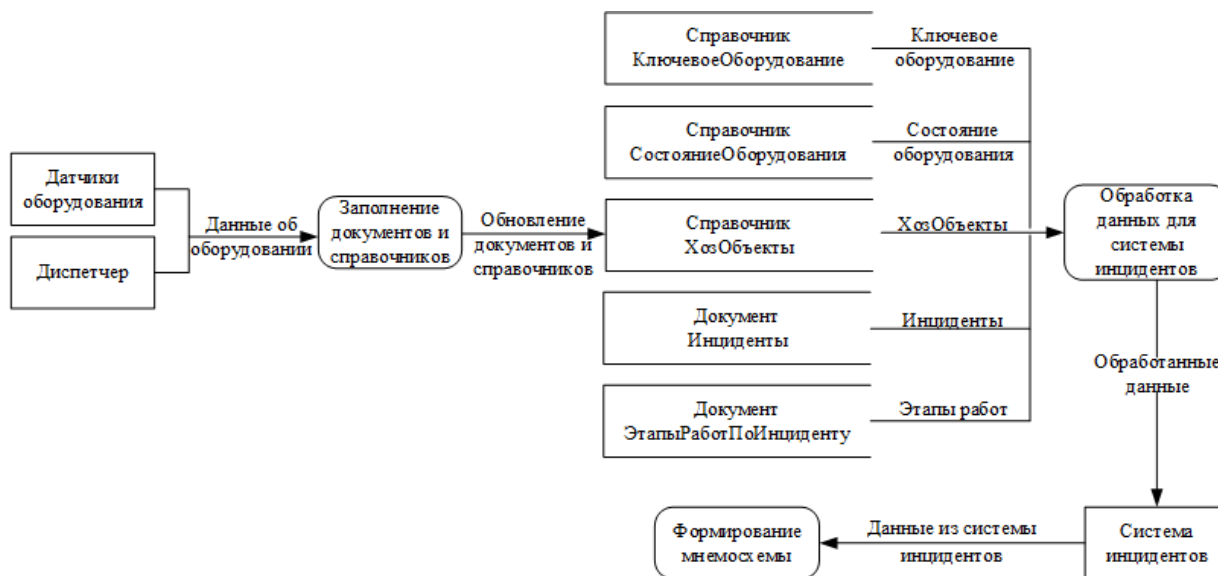 Справочник
КлючевоеОборудование
Ключевое
оборудование
Справочник
СостояниеОборудования
Состояние
оборудования
Датчики
оборудования
Диспетчер
Данные об
оборудовании
Заполнение
документов и
справочников
Обновление
документов и
справочников
Справочник
ХозОбъекты
ХозОбъекты
Обработка
данных для
системы
инцидентов
Документ
Инциденты
Инциденты
Документ
ЭтапыРаботПоИнциденту
Этапы работ
Обработанные
данные
Система
инцидентов
Данные из системы
инцидентов
Формирование
мнемосхемы